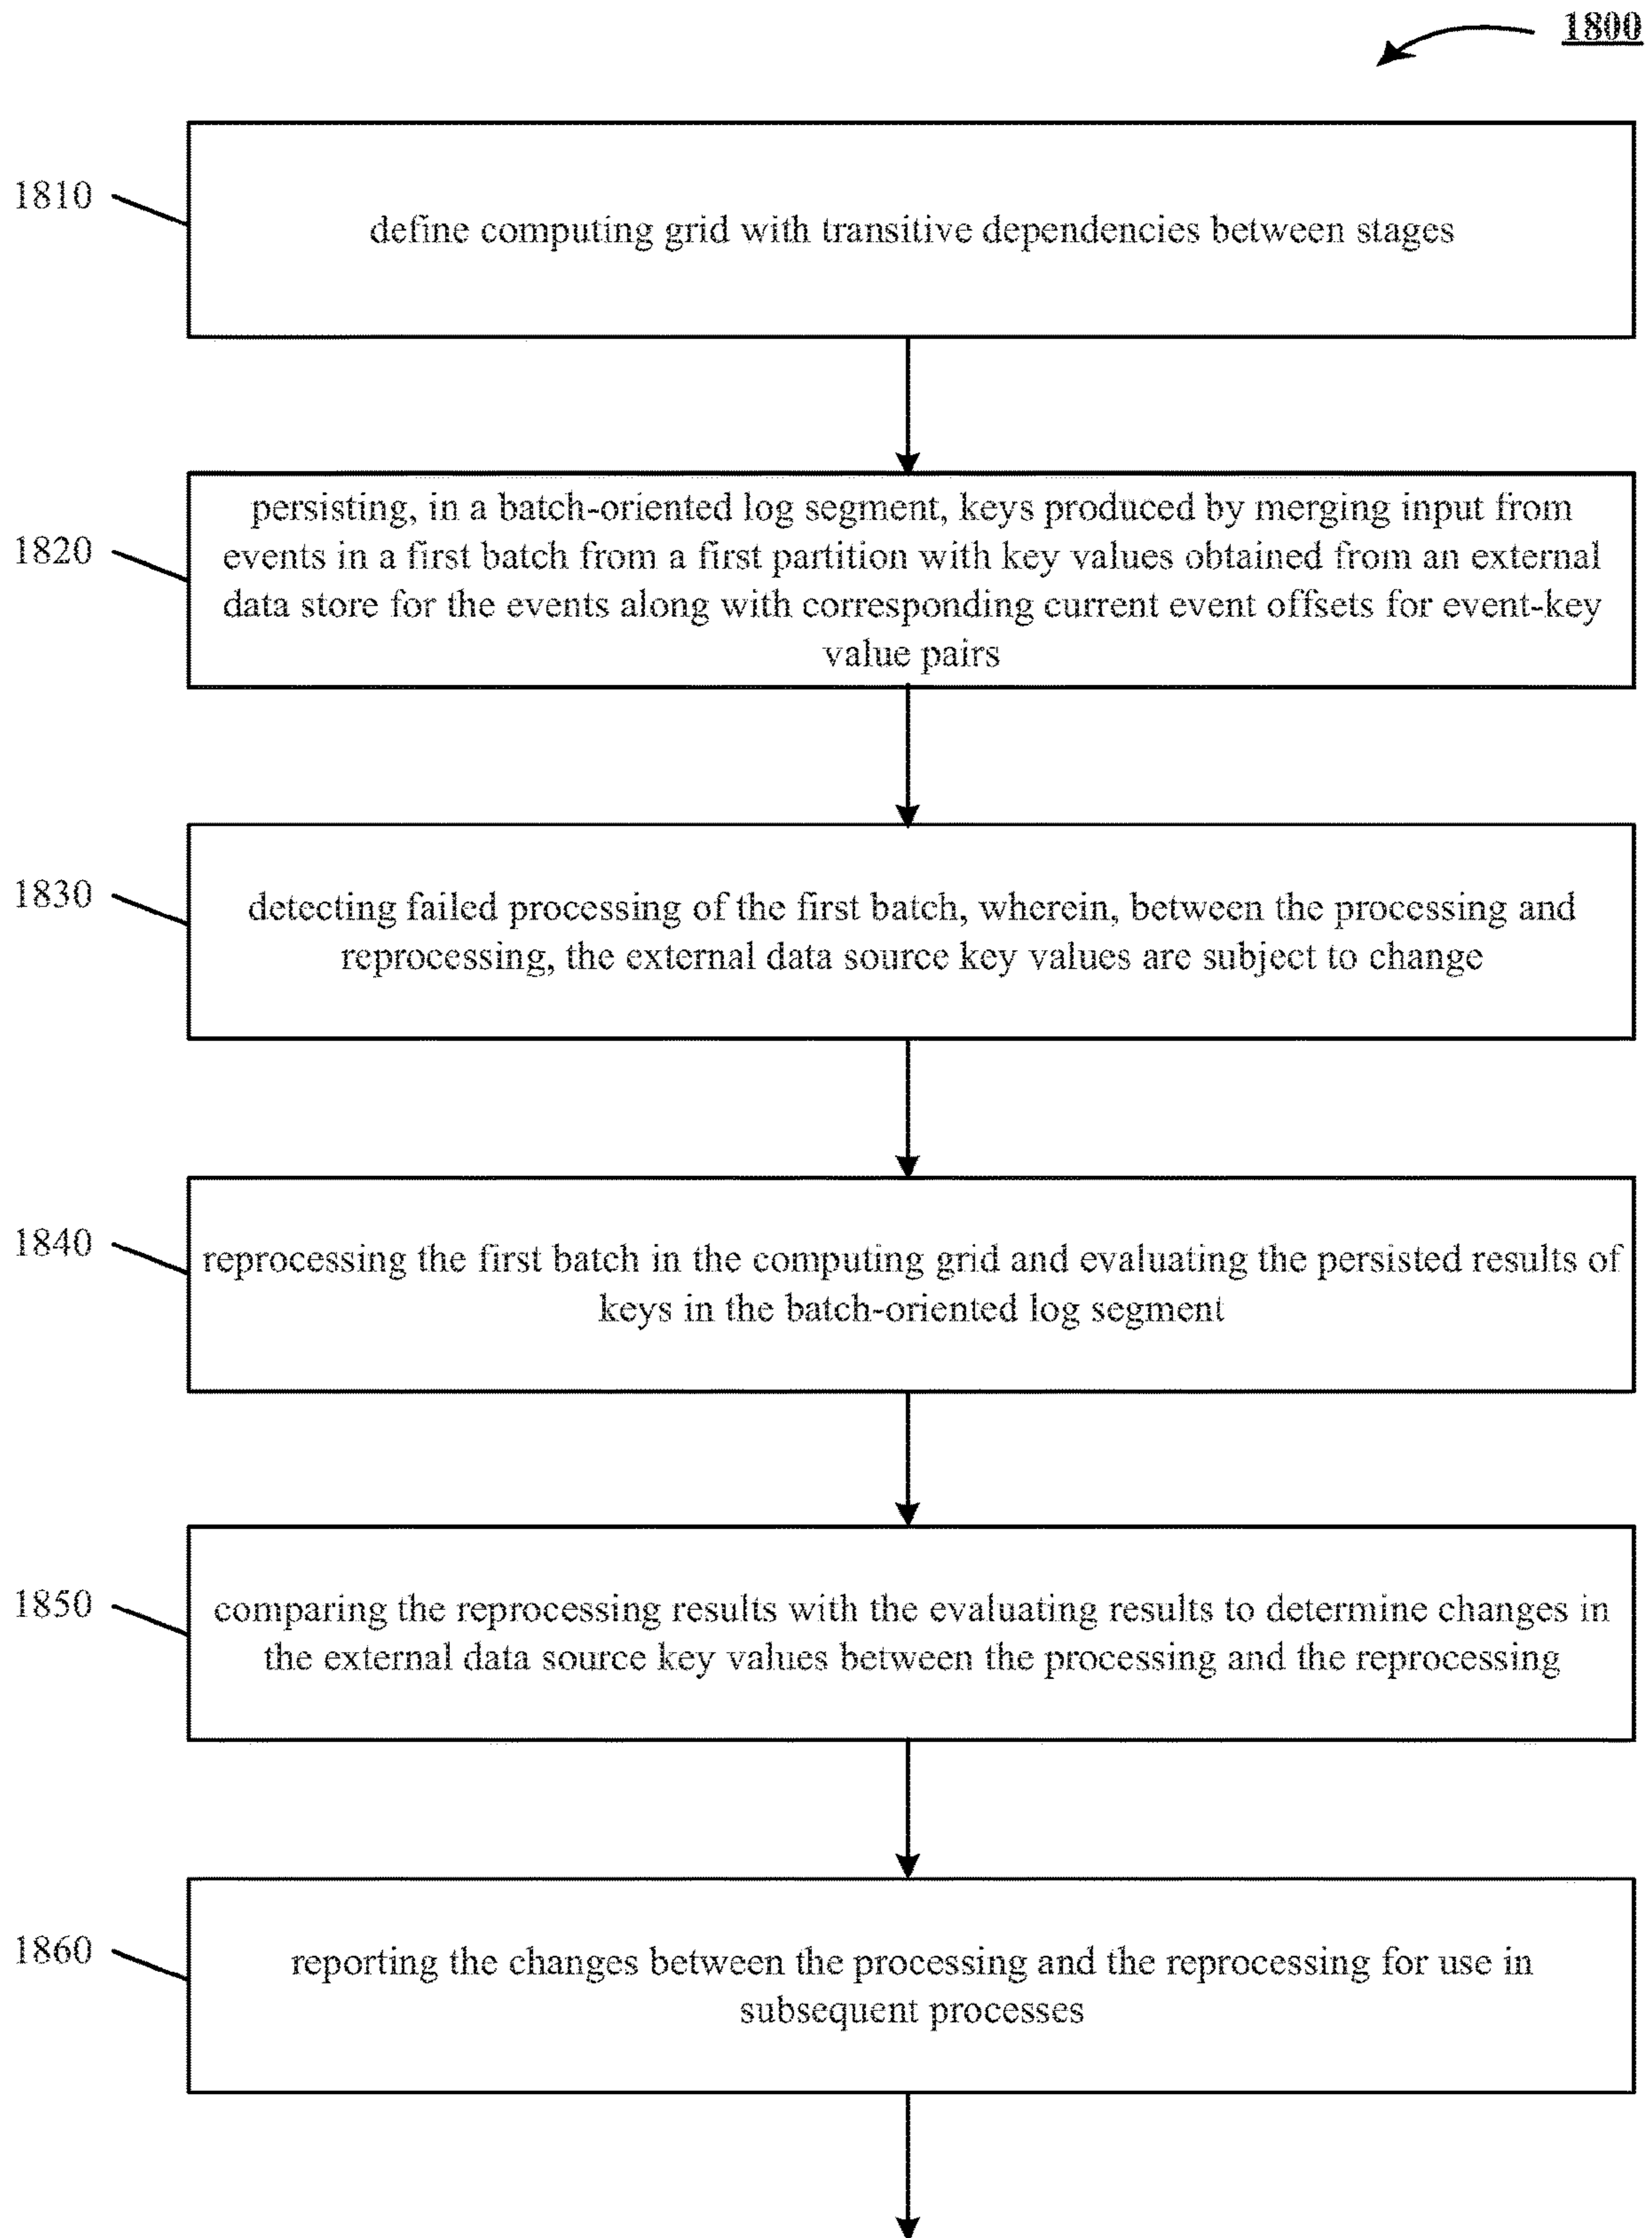 1800
1810
define computing grid with transitive dependencies between stages
1820
persisting, in a batch-oriented log segment, keys produced by merging input from
events in a first batch from a first partition with key values obtained from an external
data store for the events along with corresponding current event offsets for event-key
value pairs
1830
detecting failed processing of the first batch, wherein, between the processing and
reprocessing, the external data source key values are subject to change
1840
reprocessing the first batch in the computing grid and evaluating the persisted results of
keys in the batch-oriented log segment
1850
comparing the reprocessing results with the evaluating results to determine changes in
the external data source key values between the processing and the reprocessing
1860
reporting the changes between the processing and the reprocessing for use in
subsequent processes